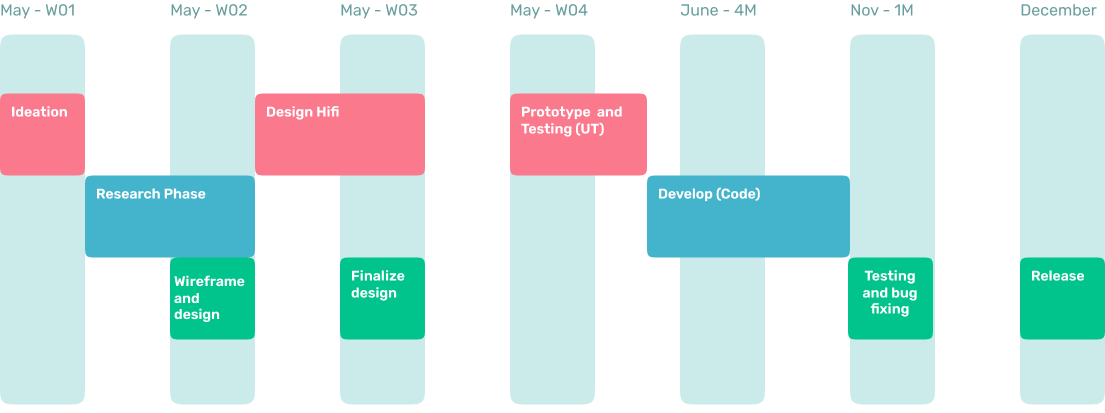 May - W01
May - W02
May - W03
May - W04
June - 4M
Nov - 1M
December
Ideation
Design Hifi
Prototype and
Testing (UT)
Research Phase
Develop (Code)
Wireframe
and
design
Finalize
design
Testing
and bug
fixing
Release